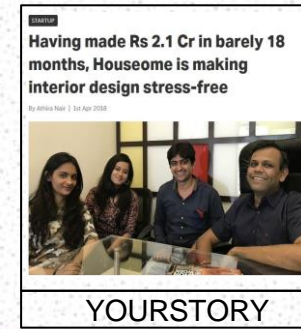 STARTUP
Having made Rs 2.1 Cr in barely 18
months, Houseome is making
interior design stress-free
By Athira Nair | 1st Apr 2018
YOURSTORY